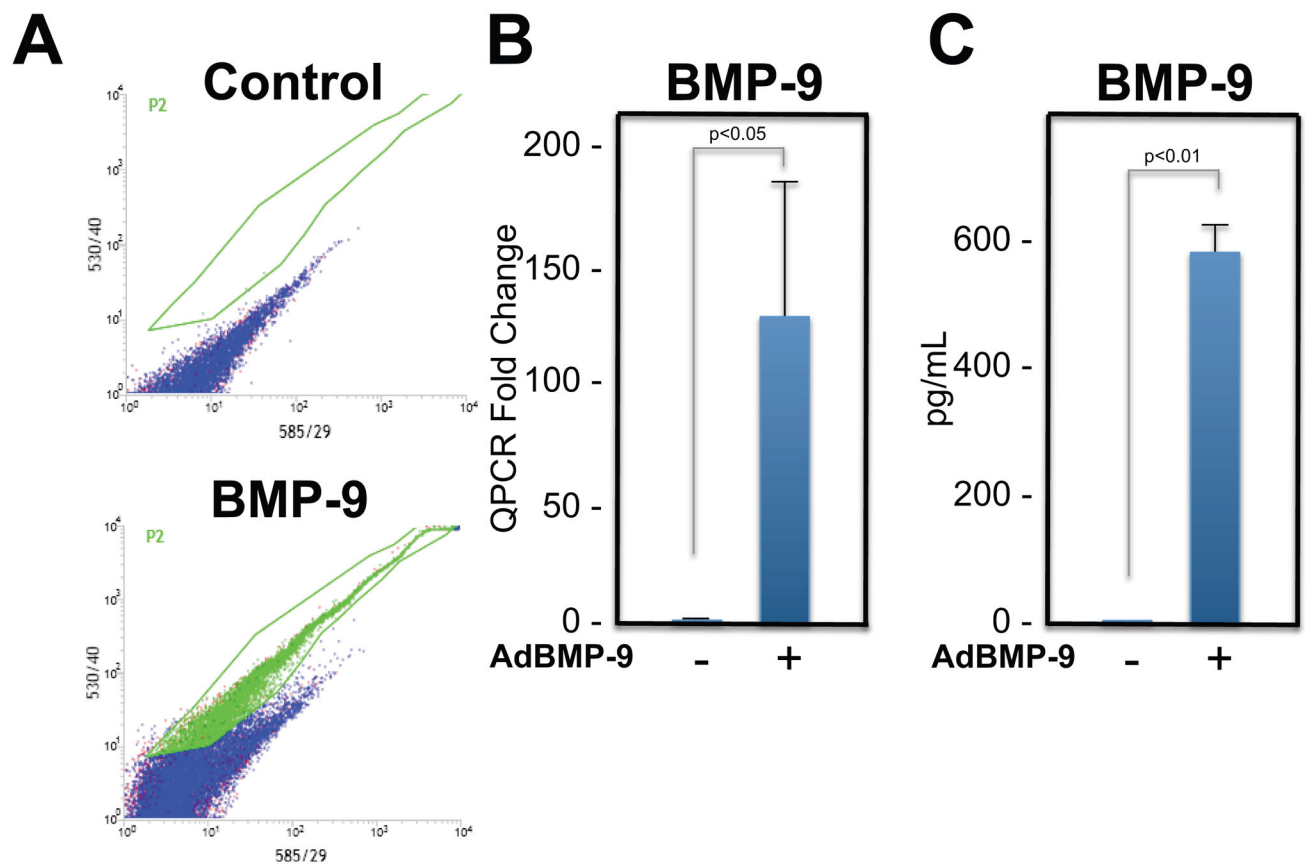 A
Control
P2
10^4
10^3
10^2
10^1
10^0
530/40
10^0 10^1 10^2 10^3 10^4
585/29
BMP-9
P2
10^4
10^3
10^2
10^1
10^0
530/40
10^0 10^1 10^2 10^3 10^4
585/29
B
BMP-9
p<0.05
QPCR Fold Change
200 -
150 -
100 -
50 -
0 -
AdBMP-9 - +
C
BMP-9
p<0.01
pg/mL
600 -
400 -
200 -
0 -
AdBMP-9 - +